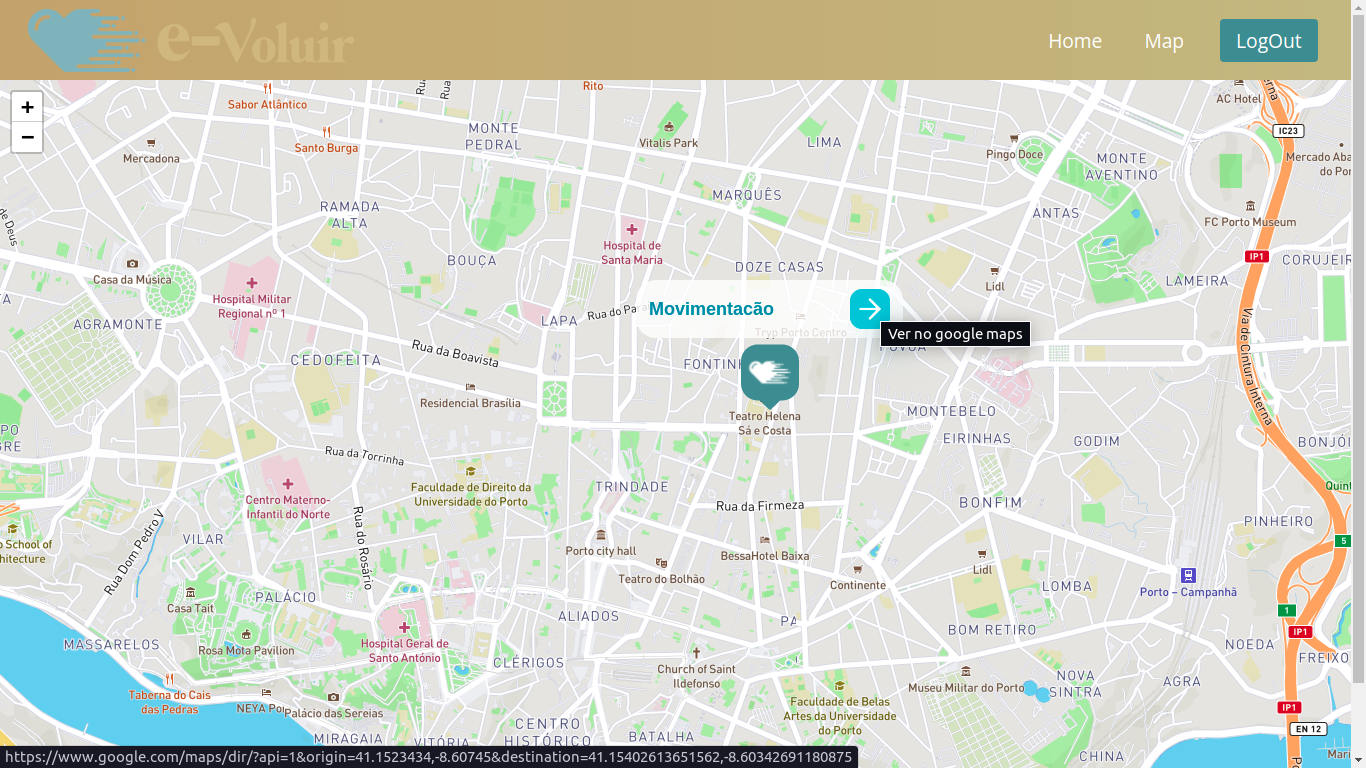 e-Voluir
Home
Map
LogOut
+
−
Rua
Rua
Rito
Sabor Atlântico
Mercadona
Santo Burga
MONTE
PEDRAL
Vitalis Park
LIMA
Pingo Doce
MONTE
AVENTINO
AC Hotel
IC23
Mercado Aba
do Por
de Deus
RAMADA
ALTA
MARQUÊS
ANTAS
FC Porto Museum
Hospital de
Santa Maria
BOUÇA
Casa da Música
DOZE CASAS
Lidl
LAMEIRA
IP1
CORUJEIR
Hospital Militar
Regional nº 1
AGRAMONTE
LAPA
Rua do Para
Movimentacão
Tryp Porto Centro
Ver no google maps
PÓVOA
Rua da Boavista
CEDOFEITA
FONTINH
Via de Cintura Interna
Residencial Brasília
Teatro Helena
Sá e Costa
MONTEBELO
EIRINHAS
GODIM
BONJÓI
PO
GRE
Rua da Torrinha
Faculdade de Direito da
Universidade do Porto
TRINDADE
Rua da Firmeza
BONFIM
Quint
PINHEIRO
Centro Materno-
Infantil do Norte
Rua Dom Pedro V
VILAR
Rua do Rosário
o School of
hitecture
Porto city hall
BessaHotel Baixa
Teatro do Bolhão
Continente
Lidl
5
LOMBA
Porto – Campanhã
Casa Tait
PALÁCIO
ALIADOS
PA
1
IP1
BOM RETIRO
NOEDA
FREIXO
MASSARELOS
Rosa Mota Pavilion
Hospital Geral de
Santo António
CLÉRIGOS
Church of Saint
Ildefonso
Museu Militar do Porto
NOVA
SINTRA
AGRA
Taberna do Cais
das Pedras
NEYA Po
Palácio das Sereias
Faculdade de Belas
Artes da Universidade
do Porto
IP1
EN 12
MIRAGAIA
VITÓRIA
CENTRO
HISTÓRICO
BATALHA
CHINA
Mari
https://www.google.com/maps/dir/?api=1&origin=41.1523434,-8.60745&destination=41.15402613651562,-8.60342691180875